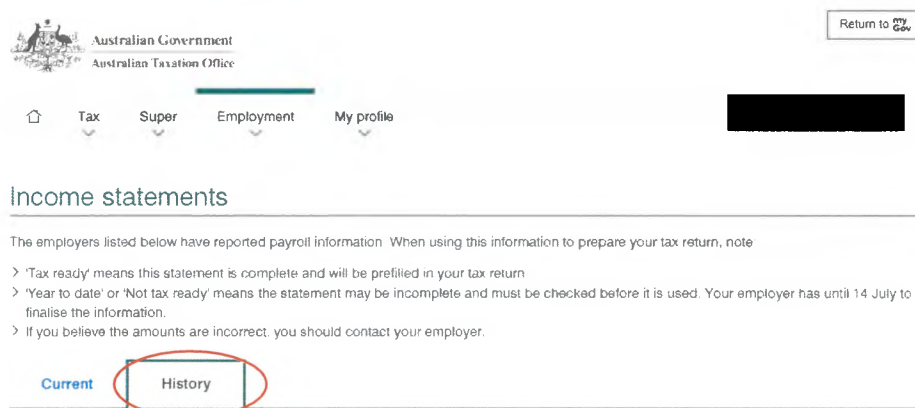 Return to my Gov
Australian Government
Australian Taxation Office
Tax Super Employment My profile
Income statements
The employers listed below have reported payroll information When using this information to prepare your tax return, note
> 'Tax ready' means this statement is complete and will be prefilled in your tax return
> 'Year to date' or 'Not tax ready' means the statement may be incomplete and must be checked before it is used. Your employer has until 14 July to
finalise the information.
> If you believe the amounts are incorrect, you should contact your employer.
Current History